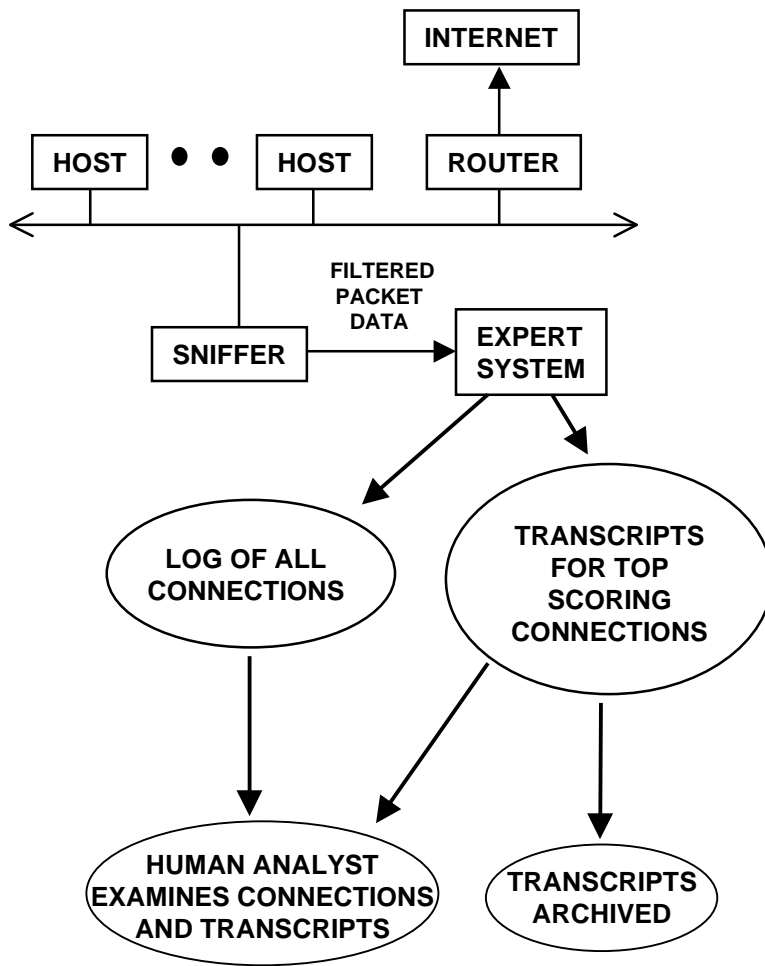 INTERNET
HOST
HOST
ROUTER
FILTERED
PACKET
DATA
SNIFFER
EXPERT
SYSTEM
LOG OF ALL
CONNECTIONS
TRANSCRIPTS
FOR TOP
SCORING
CONNECTIONS
HUMAN ANALYST
EXAMINES CONNECTIONS
AND TRANSCRIPTS
TRANSCRIPTS
ARCHIVED